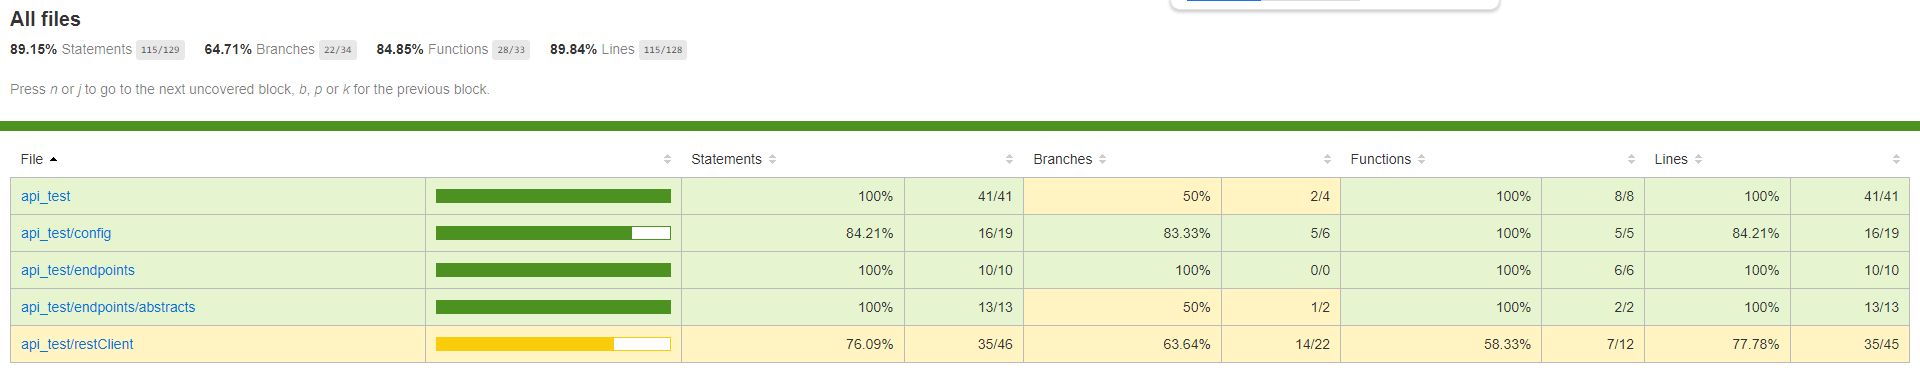 All files
89.15% Statements 115/129 64.71% Branches 22/34 84.85% Functions 28/33 89.84% Lines 115/128
Press n or j to go to the next uncovered block, b, p or k for the previous block.
File Statements Branches Functions Lines
api_test 100% 41/41 50% 2/4 100% 8/8 100% 41/41
api_test/config 84.21% 16/19 83.33% 5/6 100% 5/5 84.21% 16/19
api_test/endpoints 100% 10/10 100% 0/0 100% 6/6 100% 10/10
api_test/endpoints/abstracts 100% 13/13 50% 1/2 100% 2/2 100% 13/13
api_test/restClient 76.09% 35/46 63.64% 14/22 58.33% 7/12 77.78% 35/45